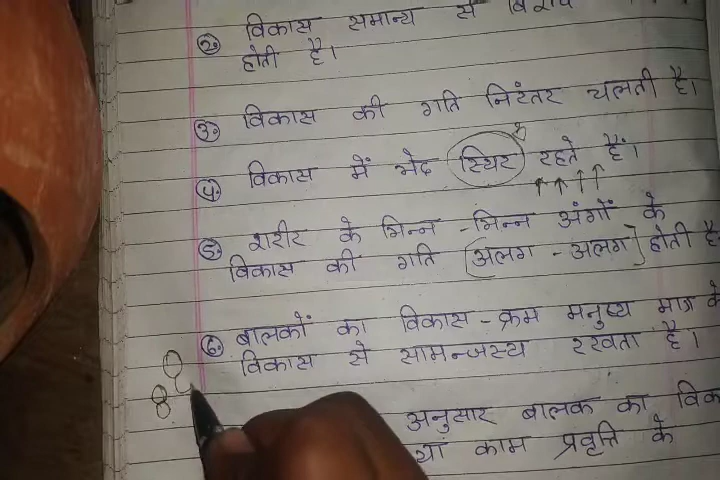 ② विकास समान्य से
होती है।
③ विकास की गति निरंतर चलती है।
④ विकास में भेद स्थिर रहते हैं।
⑤ शरीर के भिन्न - भिन्न अंगों के
विकास की गति [अलग - अलग] होती है
⑥ बालकों का विकास - क्रम मनुष्य मात्र के
विकास से सामन्जस्य रखता है।
अनुसार बालक का विक
काम प्रवृत्ति के